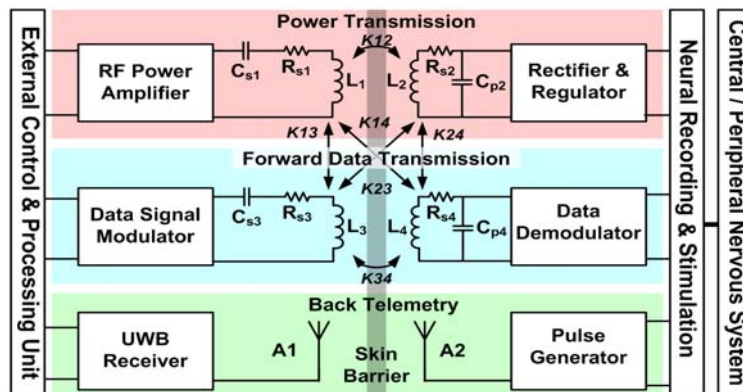 External Control & Processing Unit
Power Transmission
RF Power
Amplifier
Cs1
Rs1
L1
K12
L2
Rs2
Cp2
Rectifier &
Regulator
K13
K14
K24
Forward Data Transmission
K23
Data Signal
Modulator
Cs3
Rs3
L3
L4
Rs4
Cp4
Data
Demodulator
K34
Back Telemetry
UWB
Receiver
A1
Skin
Barrier
A2
Pulse
Generator
Neural Recording & Stimulation
Central / Peripheral Nervous System